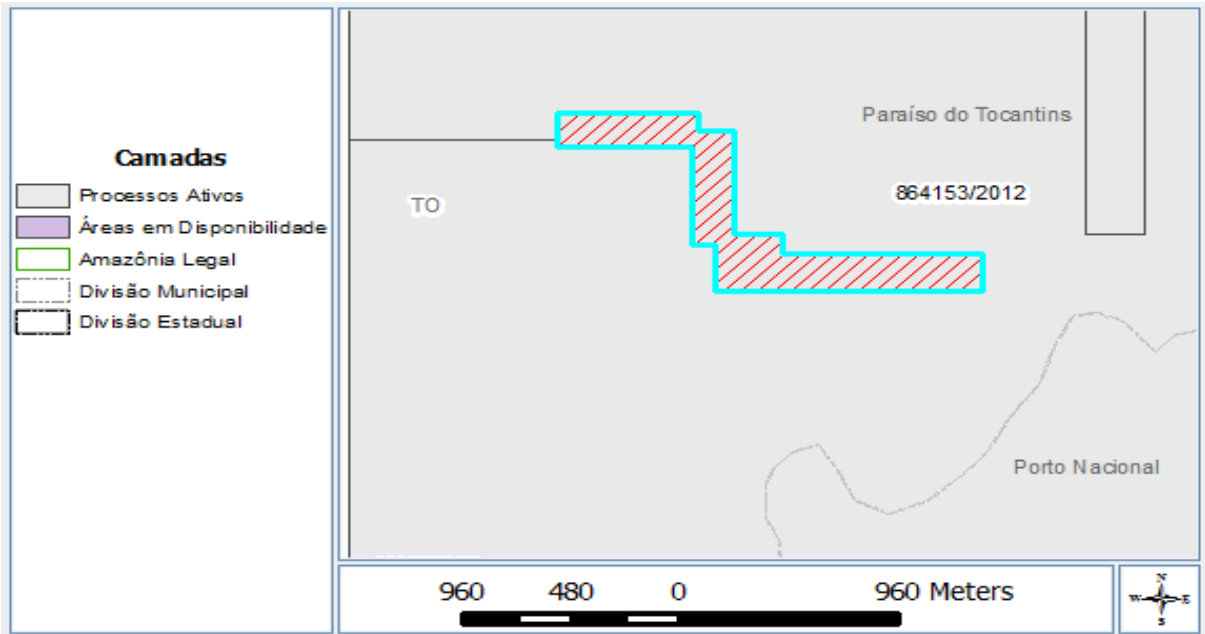 Camadas
Processos Ativos
Áreas em Disponibilidade
Amazônia Legal
Divisão Municipal
Divisão Estadual
Paraíso do Tocantins
864153/2012
TO
Porto Nacional
960 480 0 960 Meters
N
W E
S